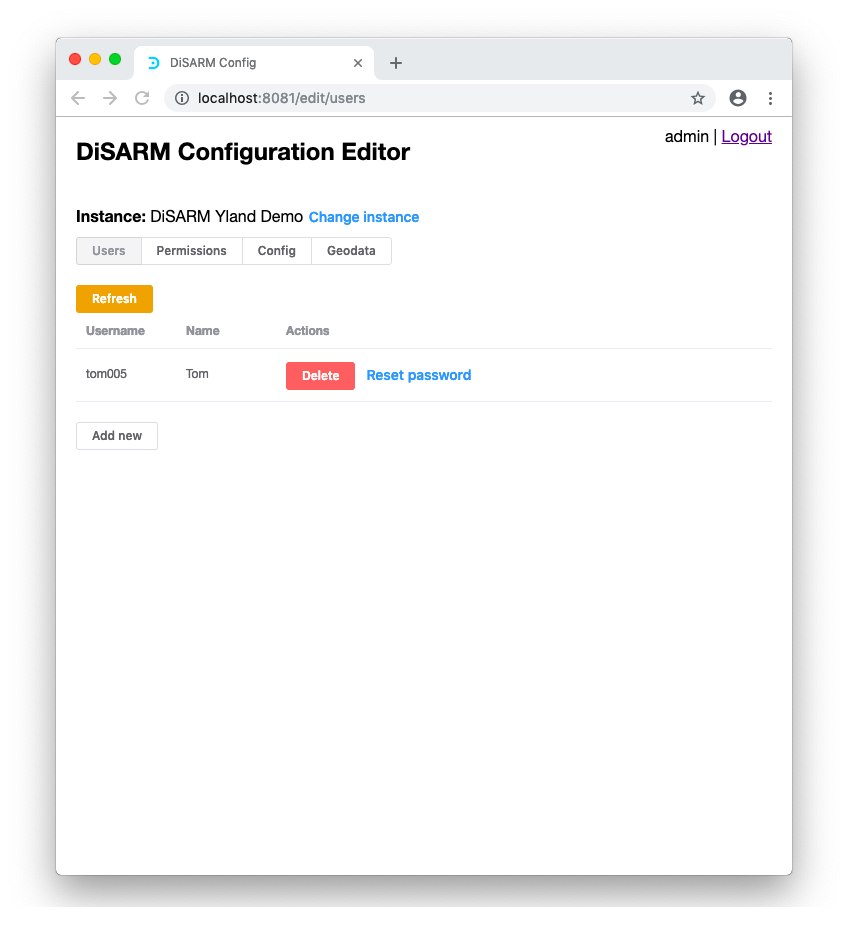 DiSARM Config
localhost:8081/edit/users
admin | Logout
DiSARM Configuration Editor
Instance: DiSARM Yland Demo Change instance
Users Permissions Config Geodata
Refresh
Username Name Actions
tom005 Tom Delete Reset password
Add new